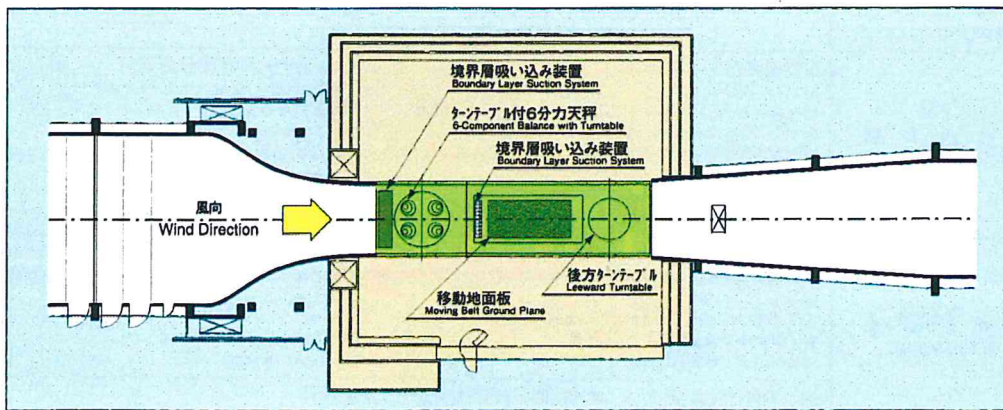 境界層吸い込み装置
Boundary Layer Suction System
ターンテーブル付6分力天秤
6-Component Balance with Turntable
境界層吸い込み装置
Boundary Layer Suction System
風向
Wind Direction
後方ターンテーブル
Leeward Turntable
移動地面板
Moving Belt Ground Plane